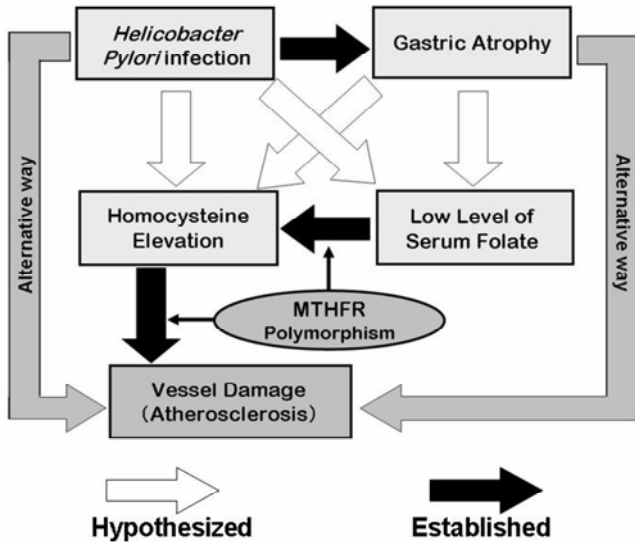 Helicobacter
Pylori infection
Gastric Atrophy
Alternative way
Alternative way
Homocysteine
Elevation
Low Level of
Serum Folate
MTHFR
Polymorphism
Vessel Damage
(Atherosclerosis)
Hypothesized
Established